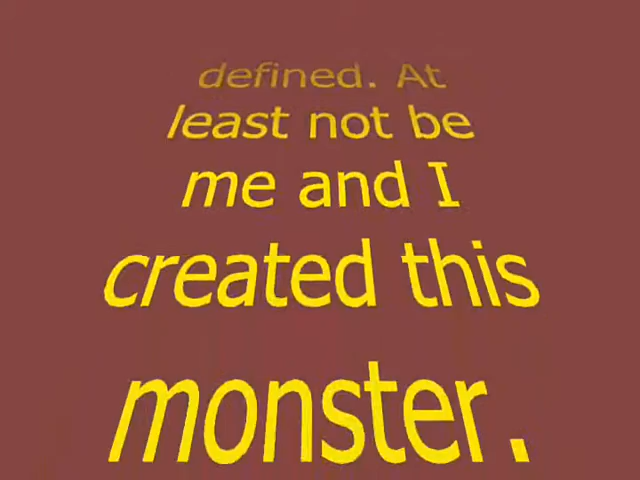 defined. At
least not be
me and I
created this
monster.